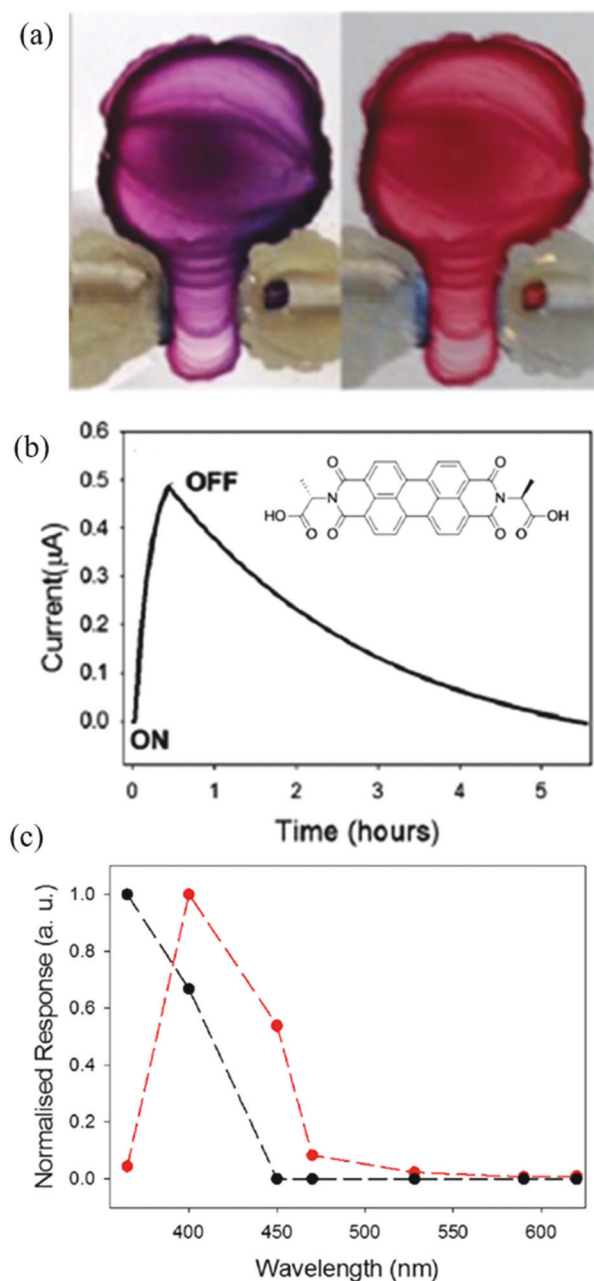 (a)
(b)
0.6
0.5
0.4
0.3
0.2
0.1
0.0
Current(µA)
OFF
ON
O
N
O
O
N
O
HO
O
O
OH
0
1
2
3
4
5
Time (hours)
(c)
1.0
0.8
0.6
0.4
0.2
0.0
Normalised Response (a. u.)
400
450
500
550
600
Wavelength (nm)